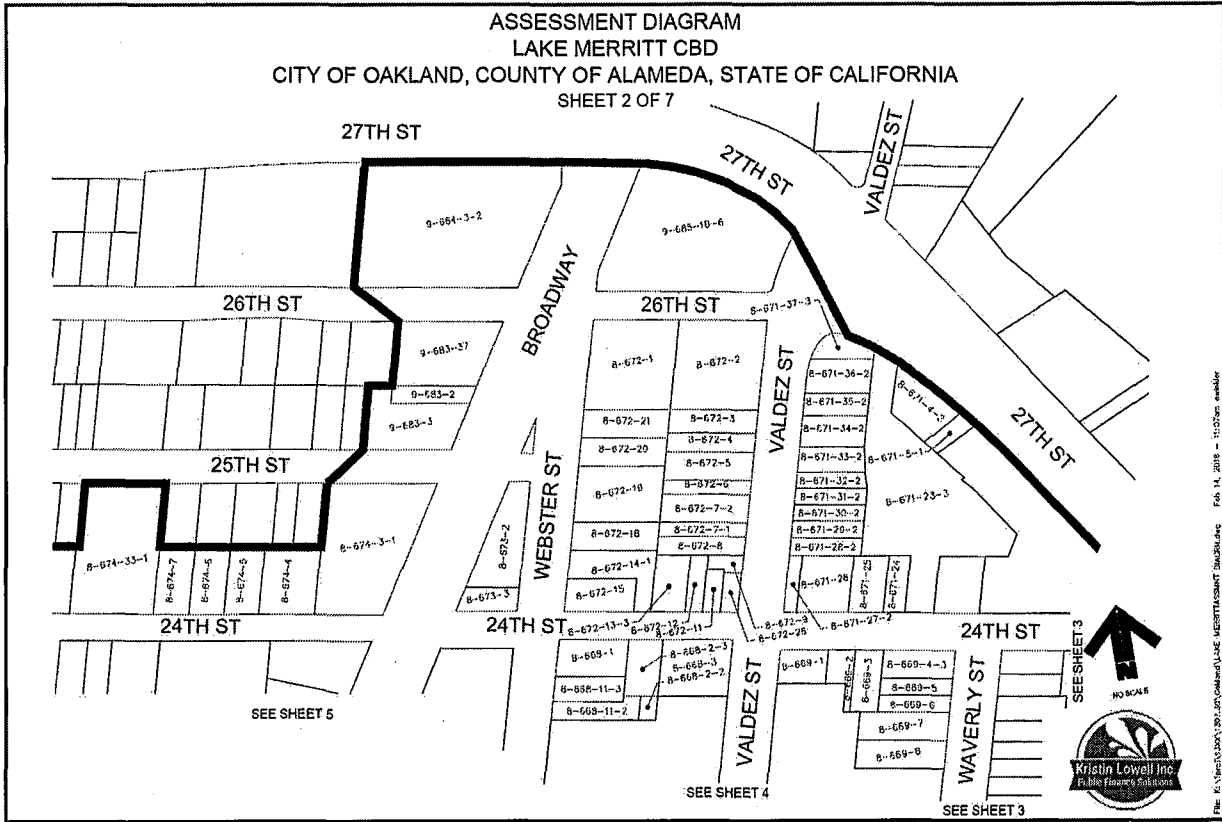 ASSESSMENT DIAGRAM
LAKE MERRITT CBD
CITY OF OAKLAND, COUNTY OF ALAMEDA, STATE OF CALIFORNIA
SHEET 2 OF 7
27TH ST
27TH ST
VALDEZ ST
9-664-3-2
9-685-18-6
BROADWAY
26TH ST
26TH ST
8-671-37-3
9-683-37
8-672-1
8-672-2
VALDEZ ST
8-671-36-2
9-683-2
8-671-35-2
8-671-4-3
9-683-3
8-672-21
8-672-3
8-671-34-2
27TH ST
8-672-20
8-672-4
8-671-33-2
8-671-5-1
25TH ST
8-672-5
8-671-32-2
8-672-19
8-672-6
8-671-31-2
8-671-23-3
8-672-7-2
8-671-30-2
WEBSTER ST
8-673-2
8-672-18
8-672-7-1
8-671-29-2
8-674-3-1
8-672-8
8-671-28-2
8-674-33-1
8-674-7
8-674-6
8-674-5
8-674-4
8-672-14-1
8-671-26
8-671-25
8-671-24
8-673-3
8-672-15
24TH ST
24TH ST
8-672-13-3
8-672-12
8-672-11
8-672-9
8-672-25
8-671-27-2
24TH ST
8-668-1
8-668-2-3
8-668-3
8-668-2-2
8-669-1
8-669-2
8-669-3
8-669-4-3
SEE SHEET 3
8-668-11-3
8-669-5
8-668-11-2
8-669-6
NO SCALE
N
SEE SHEET 5
8-669-7
VALDEZ ST
8-669-8
WAVERLY ST
Kristin Lowell Inc.
Public Finance Solutions
SEE SHEET 4
SEE SHEET 3